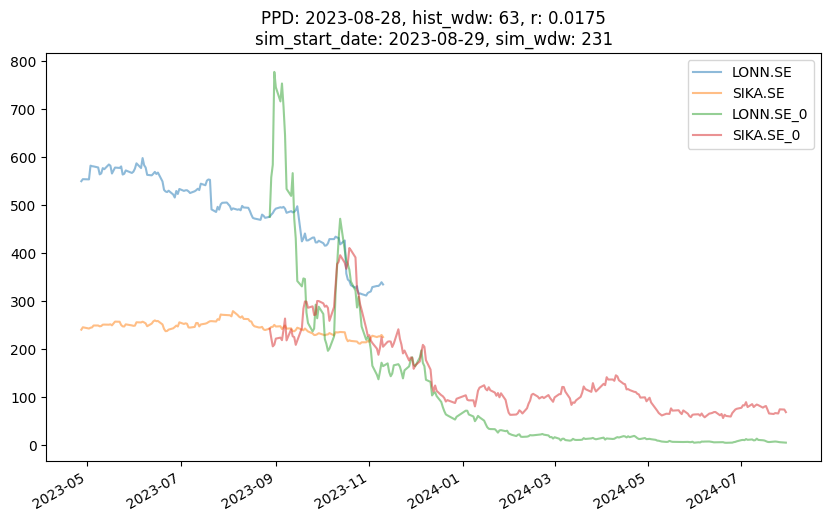 PPD: 2023-08-28, hist_wdw: 63, r: 0.0175
sim_start_date: 2023-08-29, sim_wdw: 231
LONN.SE
SIKA.SE
LONN.SE_0
SIKA.SE_0
800
700
600
500
400
300
200
100
0
2023-05
2023-07
2023-09
2023-11
2024-01
2024-03
2024-05
2024-07